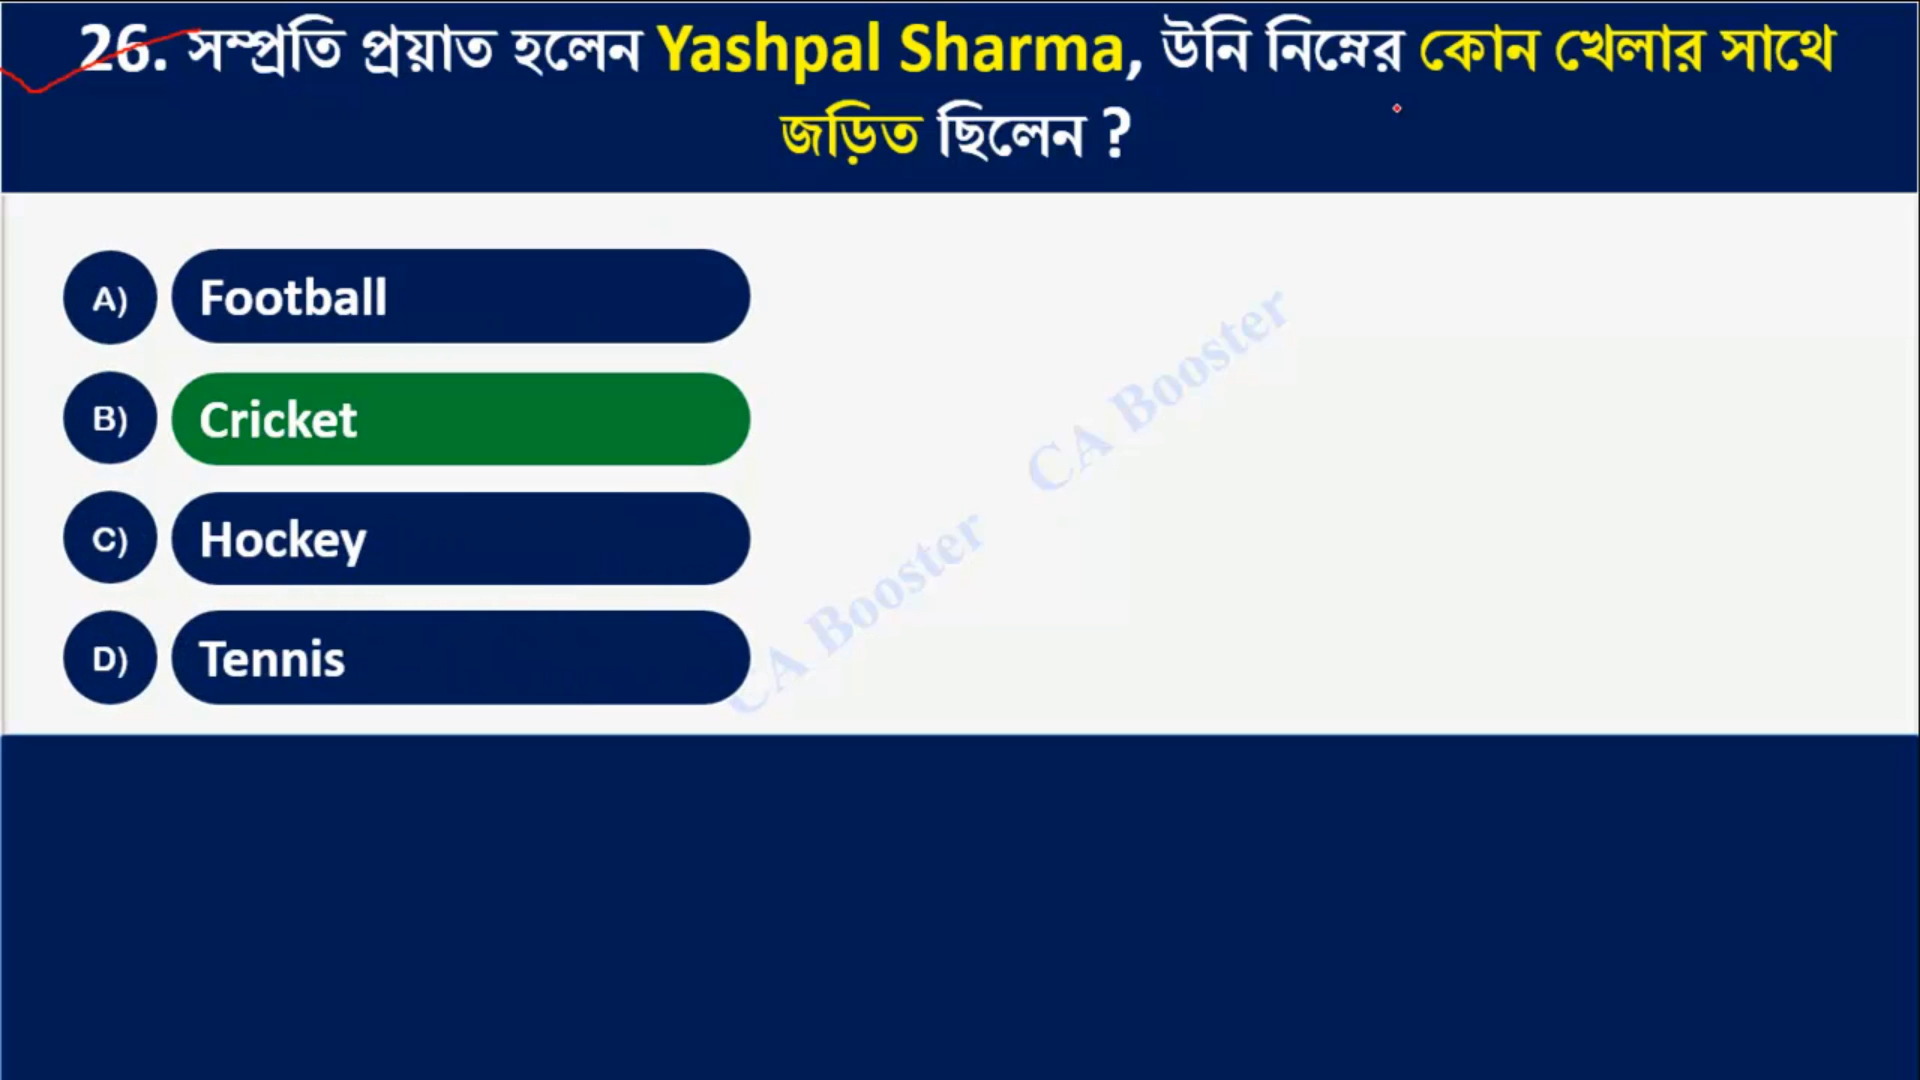 26. সম্প্রতি প্রয়াত হলেন Yashpal Sharma, উনি নিম্নের কোন খেলার সাথে
জড়িত ছিলেন ?
A) Football
B) Cricket
C) Hockey
D) Tennis
CA Booster
CA Booster